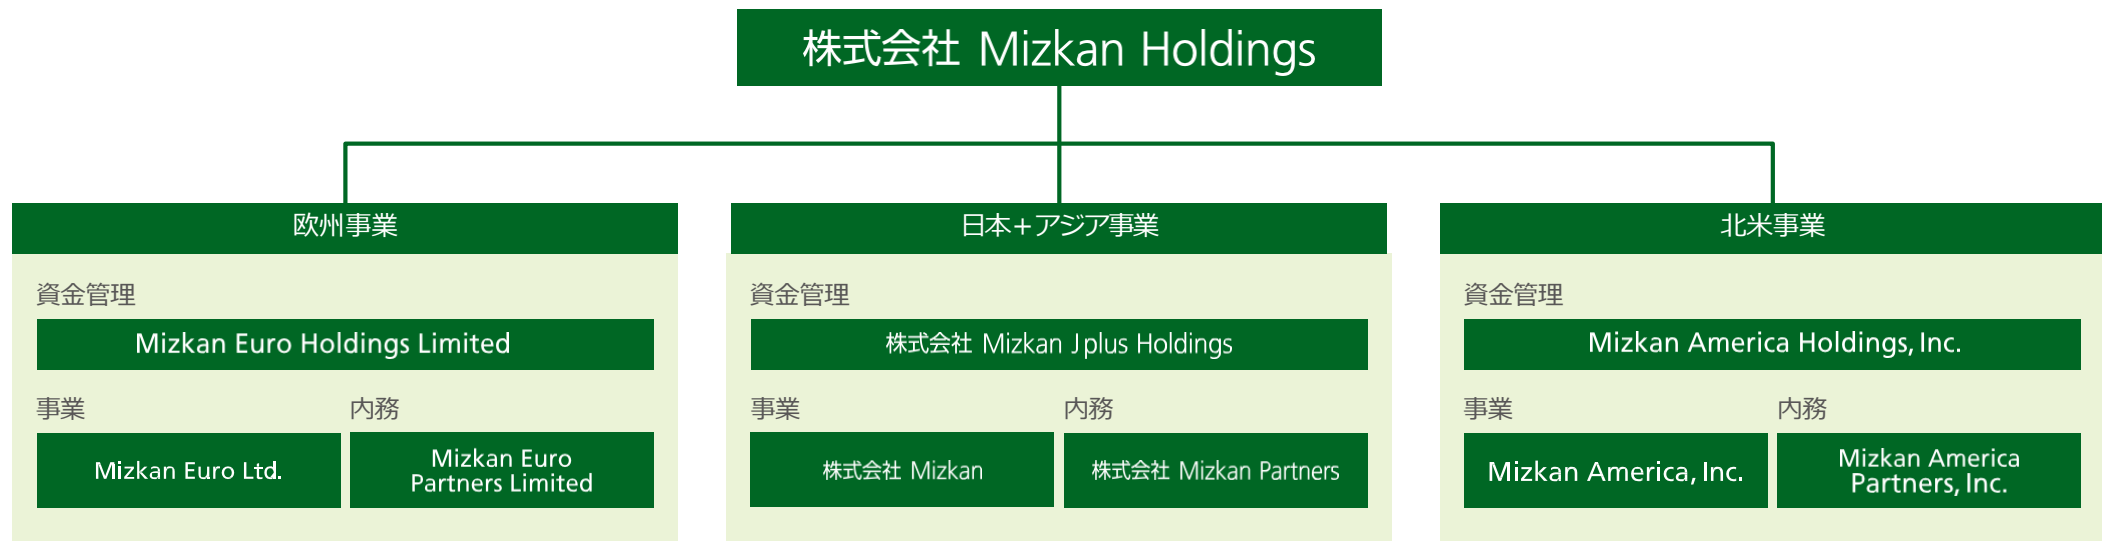 株式会社 Mizkan Holdings
欧州事業
資金管理
Mizkan Euro Holdings Limited
事業
内務
Mizkan Euro Ltd.
Mizkan Euro
Partners Limited
日本+アジア事業
資金管理
株式会社 Mizkan J plus Holdings
事業
内務
株式会社 Mizkan
株式会社 Mizkan Partners
北米事業
資金管理
Mizkan America Holdings, Inc.
事業
内務
Mizkan America, Inc.
Mizkan America
Partners, Inc.